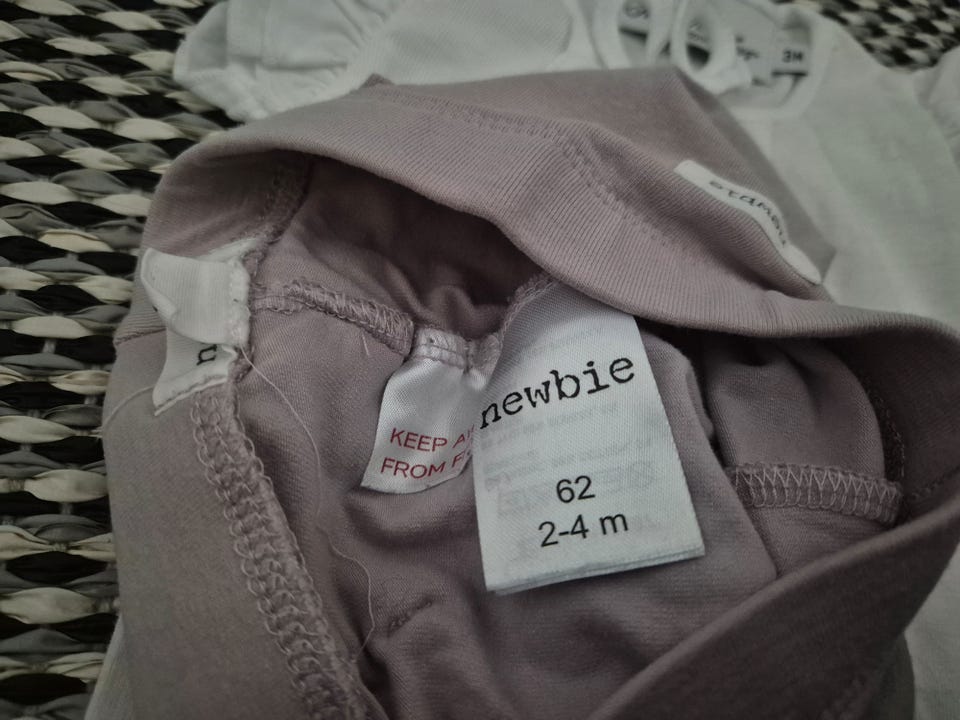 3M
newbie
62
2-4 m
KEEP A
FROM F
n